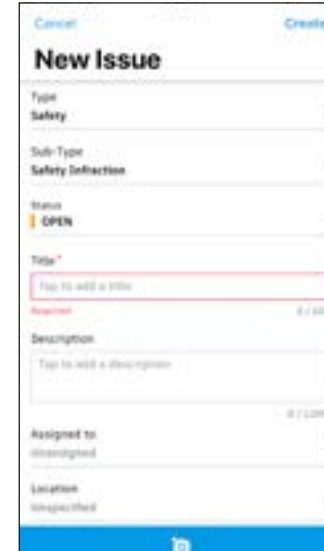 Cancel Create
New Issue
Type
Safety
Sub-Type
Safety Infraction
Status
OPEN
Title *
Tap to add a title
Required
Description
Tap to add a description
Assigned to
Unassigned
Location
Unspecified